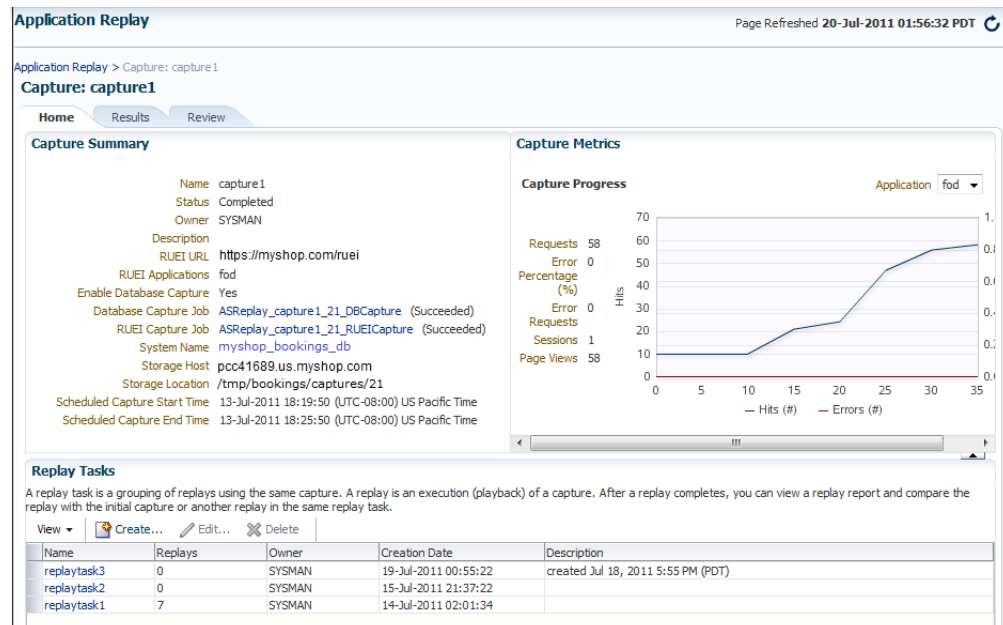 Application Replay
Page Refreshed 20-Jul-2011 01:56:32 PDT
Application Replay > Capture: capture1
Capture: capture1
Home Results Review
Capture Summary
Name capture1
Status Completed
Owner SYSMAN
Description
RUEI URL https://myshop.com/ruei
RUEI Applications fod
Enable Database Capture Yes
Database Capture Job ASReplay_capture1_21_DBCapture (Succeeded)
RUEI Capture Job ASReplay_capture1_21_RUEICapture (Succeeded)
System Name myshop_bookings_db
Storage Host pcc41689.us.myshop.com
Storage Location /tmp/bookings/captures/21
Scheduled Capture Start Time 13-Jul-2011 18:19:50 (UTC-08:00) US Pacific Time
Scheduled Capture End Time 13-Jul-2011 18:25:50 (UTC-08:00) US Pacific Time
Capture Metrics
Capture Progress
Application fod
Requests 58
Error 0
Percentage
(%)
Error 0
Requests
Sessions 1
Page Views 58
Hits
70
60
50
40
30
20
10
0
0 5 10 15 20 25 30 35
Hits (#) Errors (#)
Replay Tasks
A replay task is a grouping of replays using the same capture. A replay is an execution (playback) of a capture. After a replay completes, you can view a replay report and compare the
replay with the initial capture or another replay in the same replay task.
View Create... Edit... Delete
Name Replays Owner Creation Date Description
replaytask3 0 SYSMAN 19-Jul-2011 00:55:22 created Jul 18, 2011 5:55 PM (PDT)
replaytask2 0 SYSMAN 15-Jul-2011 21:37:22
replaytask1 7 SYSMAN 14-Jul-2011 02:01:34